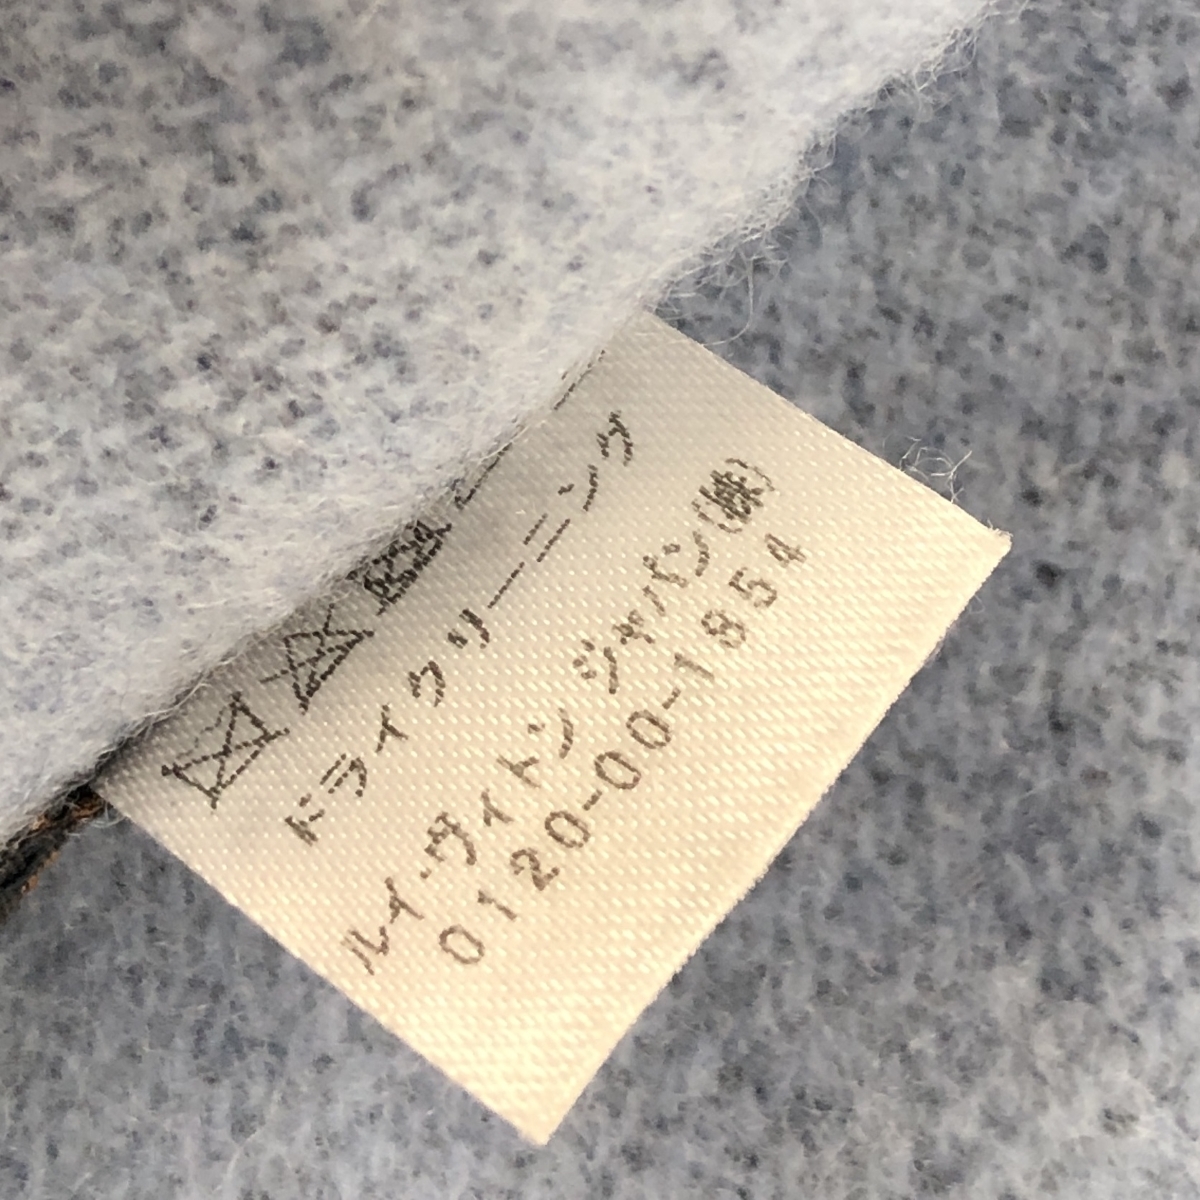 ドライクリーニング
ルイ・ヴィトン ジャパン(株)
0120-00-1854